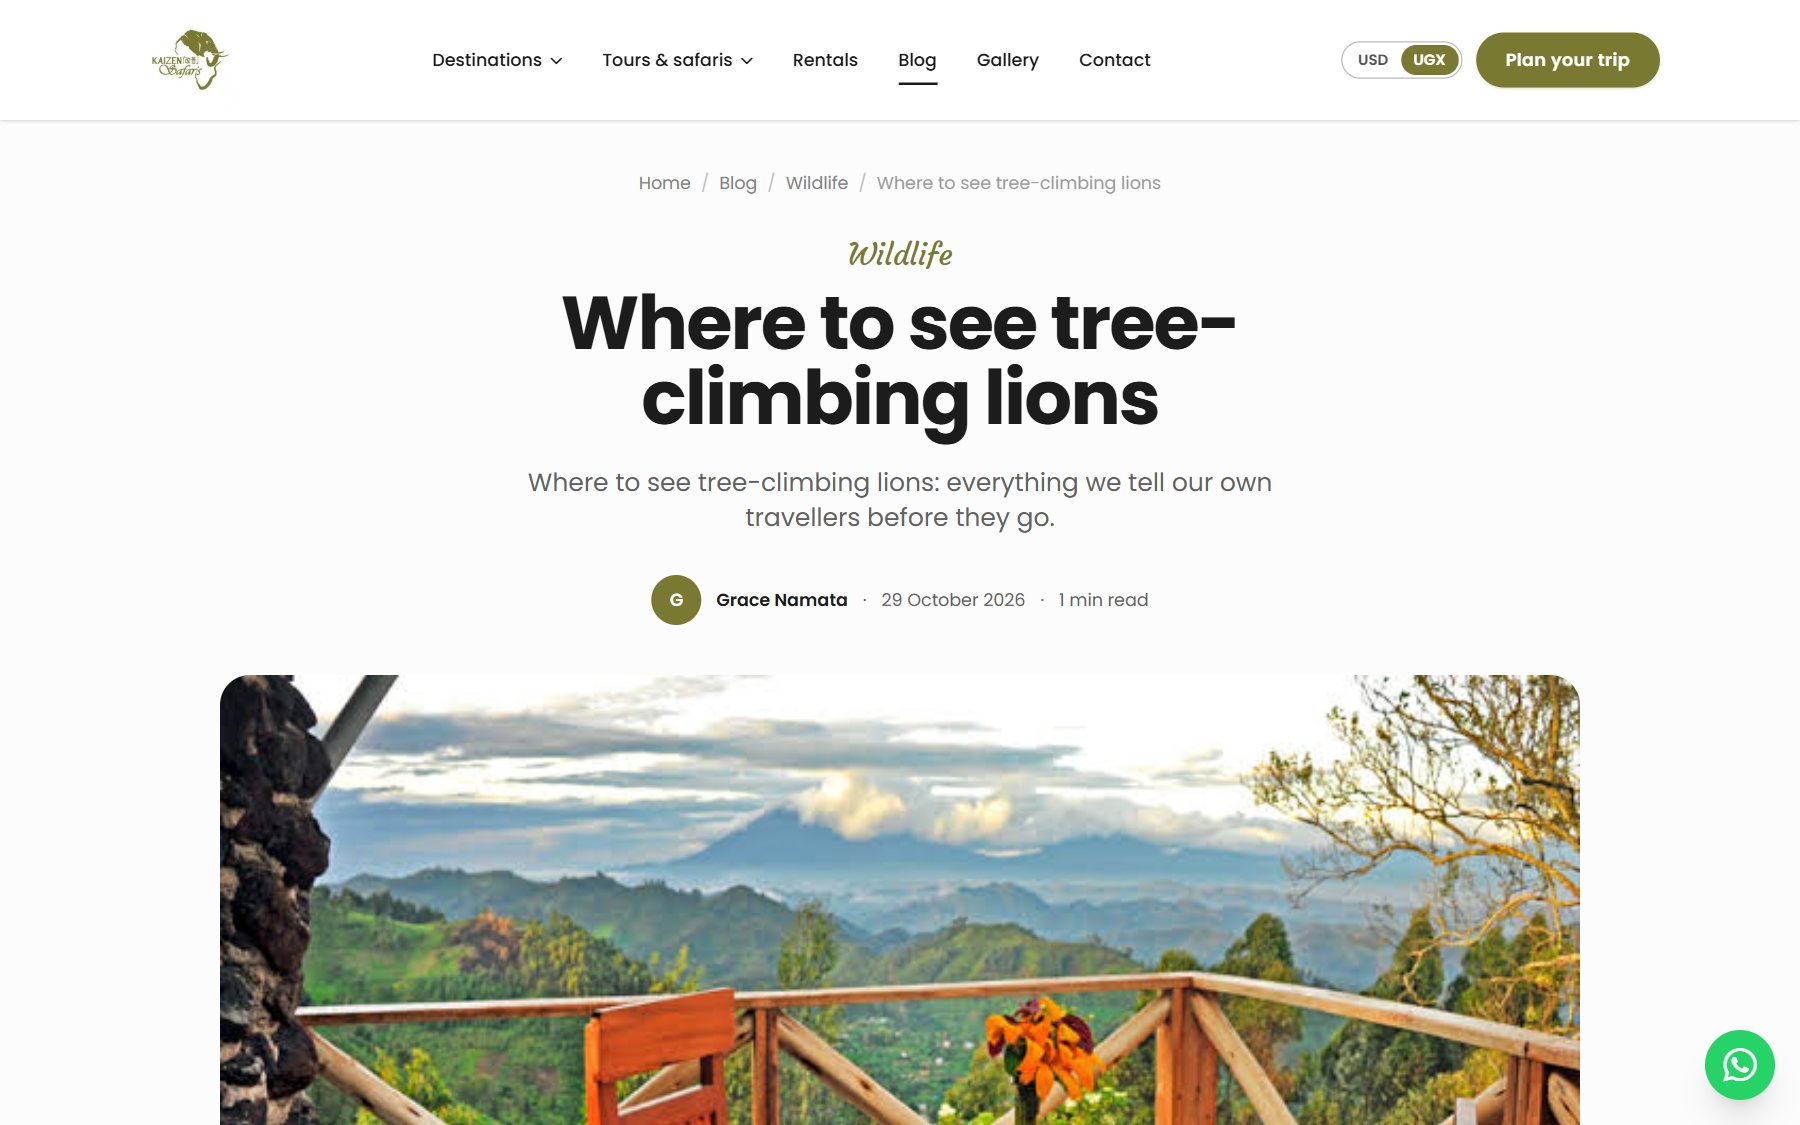 KAIZEN
Safari's
Destinations
Tours & safaris
Rentals
Blog
Gallery
Contact
USD
UGX
Plan your trip
Home / Blog / Wildlife / Where to see tree-climbing lions
Wildlife
Where to see tree-
climbing lions
Where to see tree-climbing lions: everything we tell our own
travellers before they go.
G
Grace Namata · 29 October 2026 · 1 min read